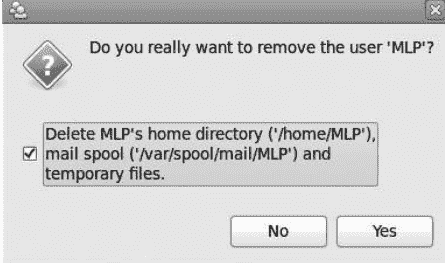 Do you really want to remove the user 'MLP'?
Delete MLP's home directory ('/home/MLP'),
mail spool ('/var/spool/mail/MLP') and
temporary files.
No Yes